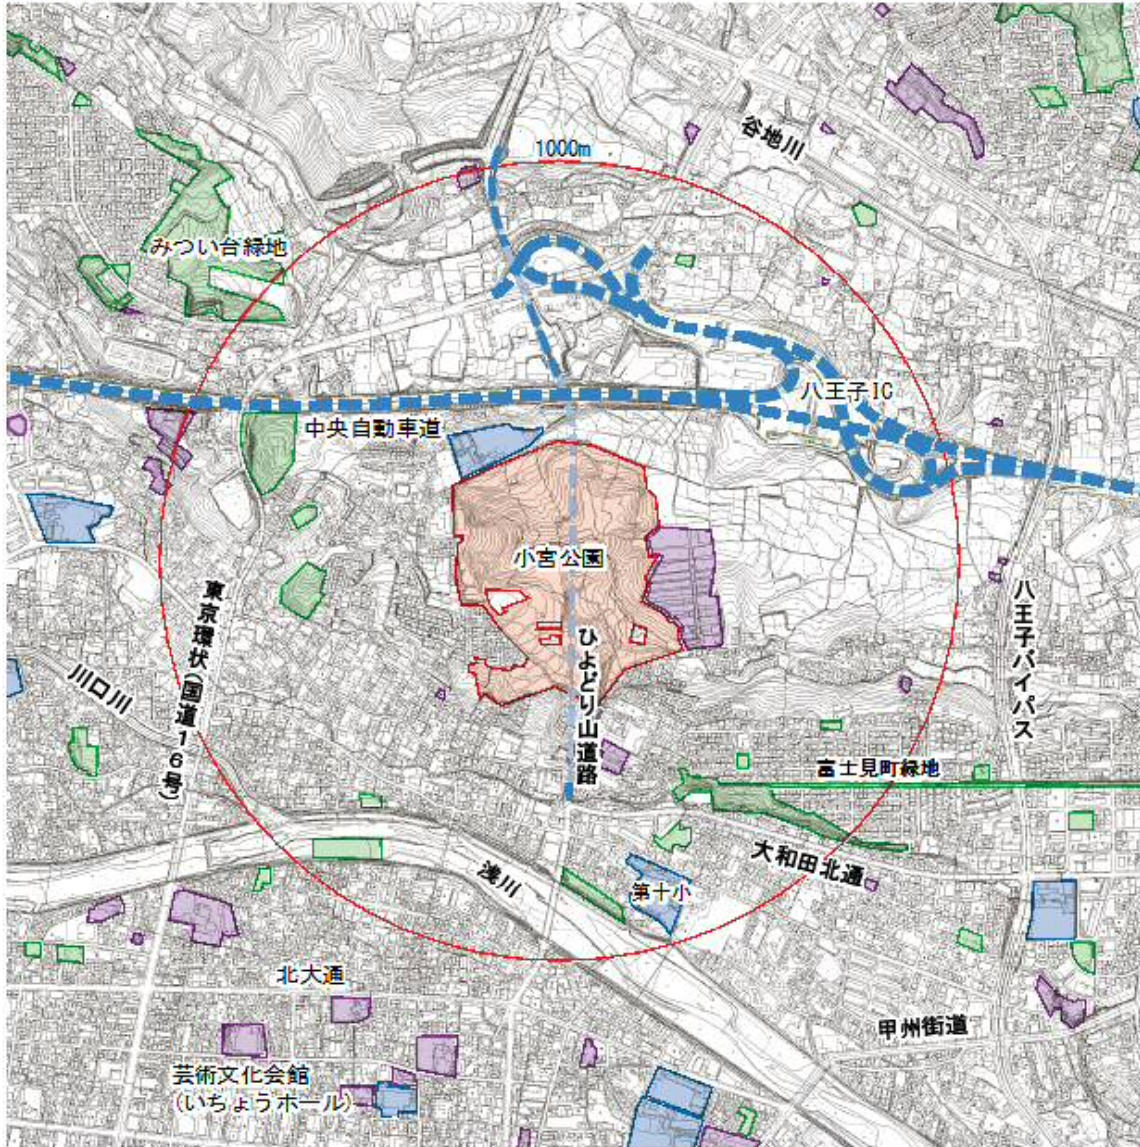 1000m
谷地川
みつい台緑地
八王子IC
中央自動車道
小宮公園
東京環状(国道16号)
ひよどり山道路
八王子バイパス
川口川
富士見町緑地
大和田北通
浅川
第十小
北大通
甲州街道
芸術文化会館
(いちょうホール)